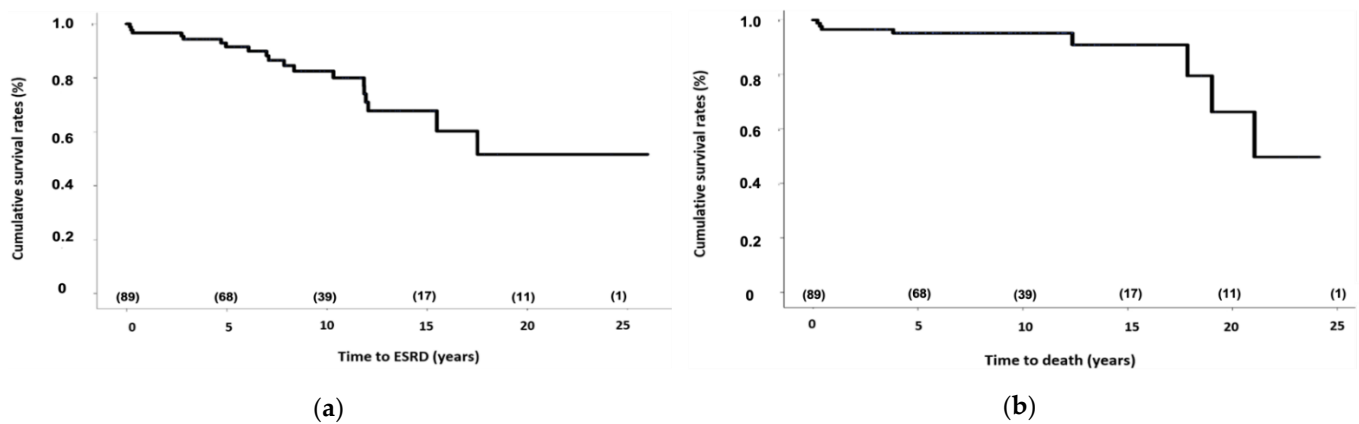 Cumulative survival rates (%)
1.0
0.8
0.6
0.4
0.2
0
(89) (68) (39) (17) (11) (1)
0 5 10 15 20 25
Time to ESRD (years)
(a)
Cumulative survival rates (%)
1.0
0.8
0.6
0.4
0.2
0
(89) (68) (39) (17) (11) (1)
0 5 10 15 20 25
Time to death (years)
(b)